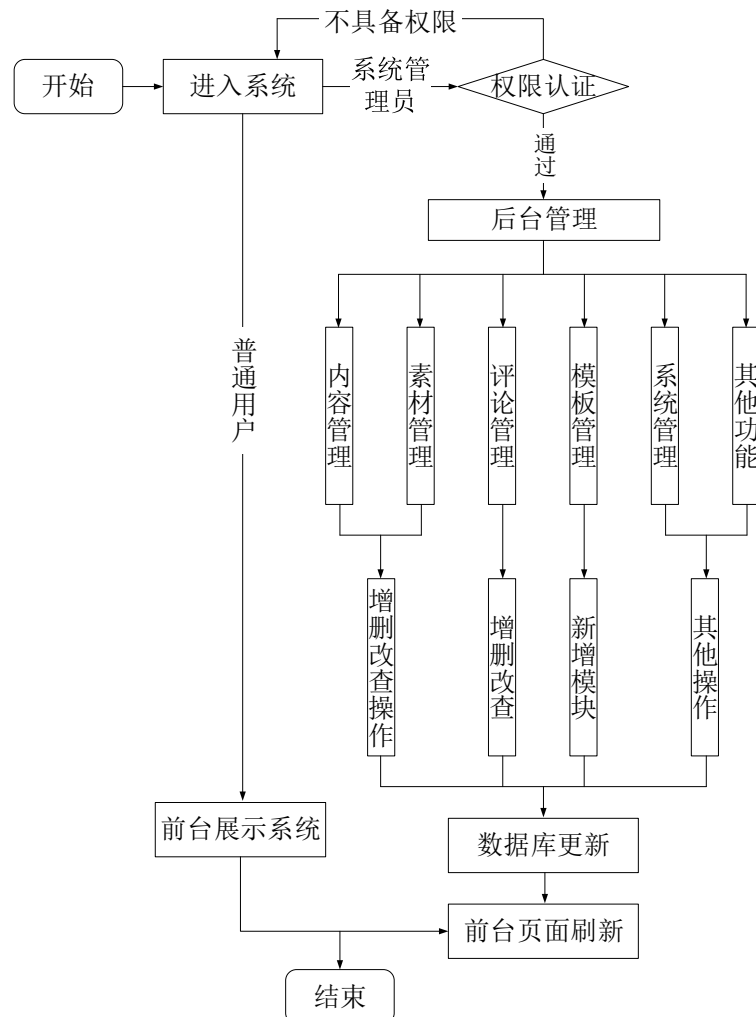 不具备权限
开始
进入系统
系统管
理员
权限认证
通过
后台管理
普通用户
内容管理
素材管理
评论管理
模板管理
系统管理
其他功能
增删改查操作
增删改查
新增模块
其他操作
前台展示系统
数据库更新
前台页面刷新
结束